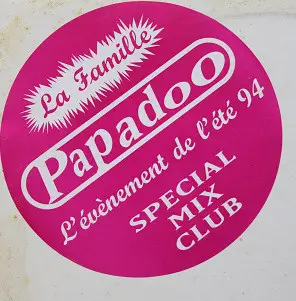 La Famille
Papadoo
L'évènement de l'été 94
SPECIAL
MIX
CLUB